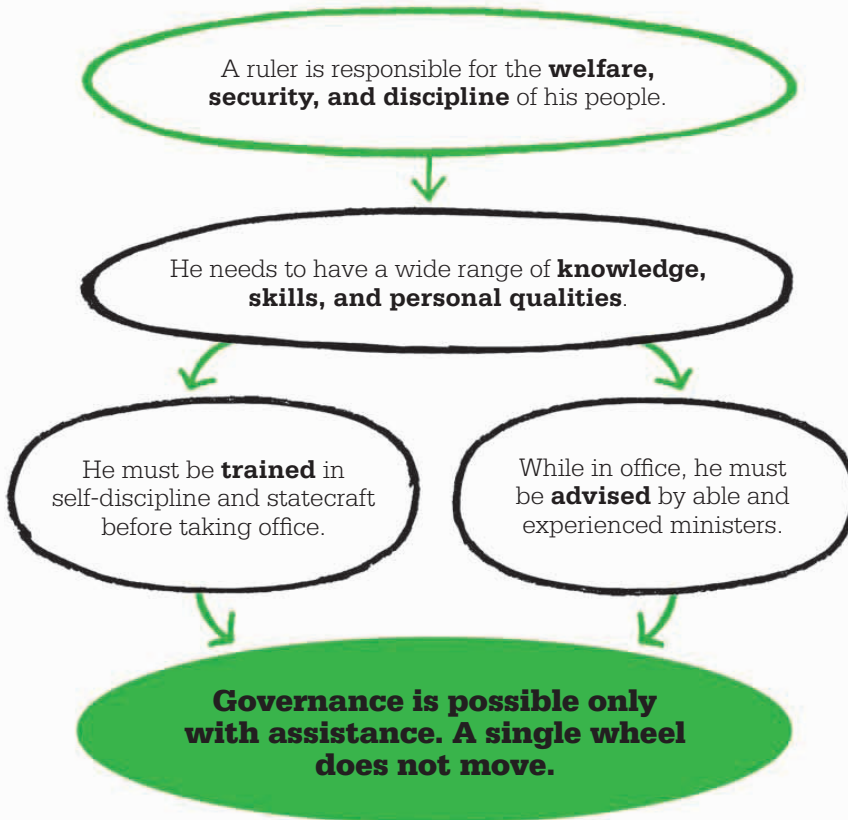 A ruler is responsible for the welfare,
security, and discipline of his people.
He needs to have a wide range of knowledge,
skills, and personal qualities.
He must be trained in
self-discipline and statecraft
before taking office.
While in office, he must
be advised by able and
experienced ministers.
Governance is possible only
with assistance. A single wheel
does not move.